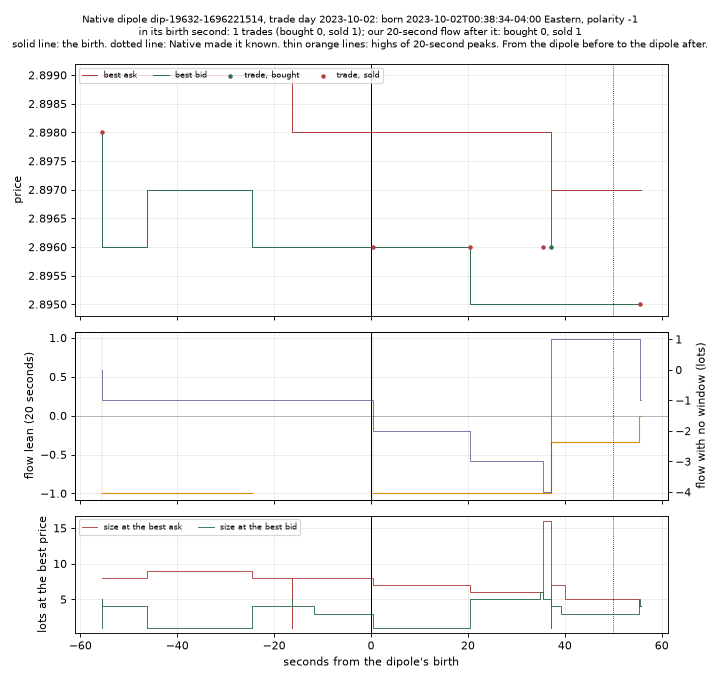 Native dipole dip-19632-1696221514, trade day 2023-10-02: born 2023-10-02T00:38:34-04:00 Eastern, polarity -1
in its birth second: 1 trades (bought 0, sold 1); our 20-second flow after it: bought 0, sold 1
solid line: the birth. dotted line: Native made it known. thin orange lines: highs of 20-second peaks. From the dipole before to the dipole after.
best ask best bid trade, bought trade, sold
2.8990
2.8985
2.8980
2.8975
2.8970
2.8965
2.8960
2.8955
2.8950
price
1.0
0.5
0.0
−0.5
−1.0
flow lean (20 seconds)
1
0
−1
−2
−3
−4
flow with no window (lots)
size at the best ask size at the best bid
15
10
5
lots at the best price
−60 −40 −20 0 20 40 60
seconds from the dipole's birth